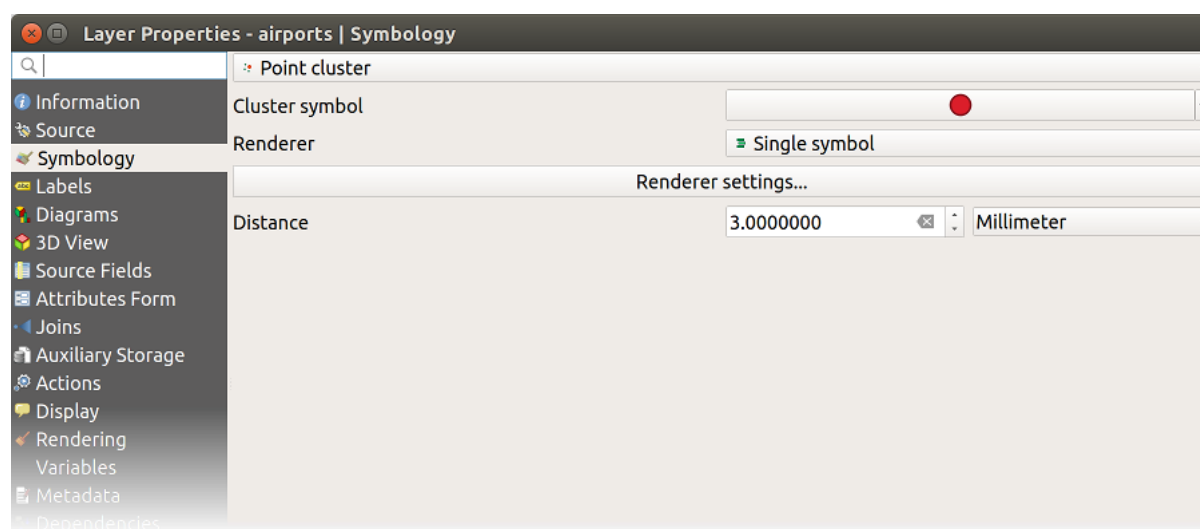 Layer Properties - airports | Symbology
Point cluster
Information
Cluster symbol
Source
Renderer
Single symbol
Symbology
Labels
Renderer settings...
Diagrams
Distance
3.0000000
Millimeter
3D View
Source Fields
Attributes Form
Joins
Auxiliary Storage
Actions
Display
Rendering
Variables
Metadata
Dependencies